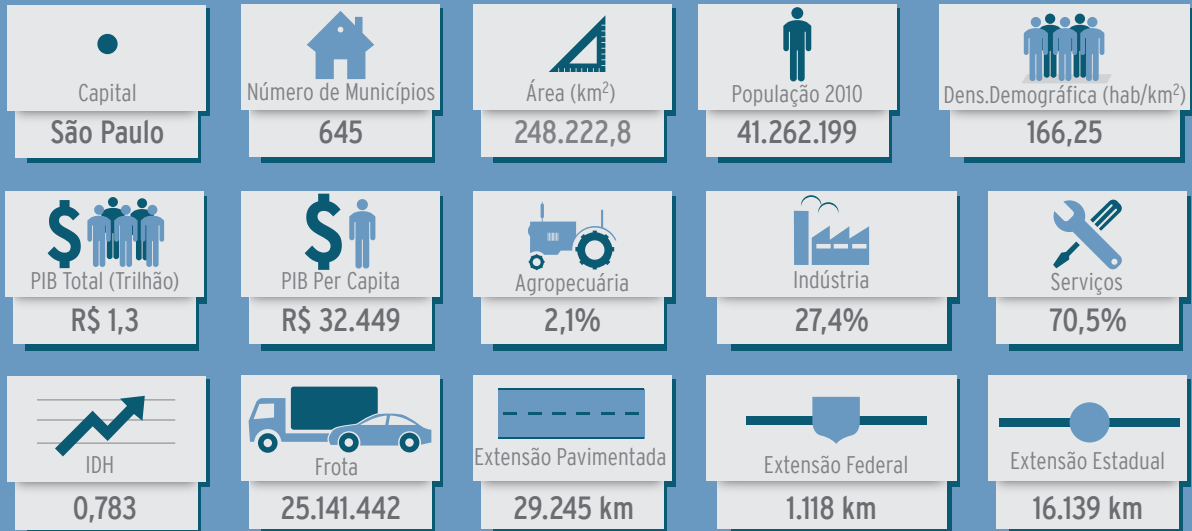 Capital
São Paulo
Número de Municípios
645
Área (km²)
248.222,8
População 2010
41.262.199
Dens.Demográfica (hab/km²)
166,25
$
PIB Total (Trilhão)
R$ 1,3
$
PIB Per Capita
R$ 32.449
Agropecuária
2,1%
Indústria
27,4%
Serviços
70,5%
IDH
0,783
Frota
25.141.442
Extensão Pavimentada
29.245 km
Extensão Federal
1.118 km
Extensão Estadual
16.139 km